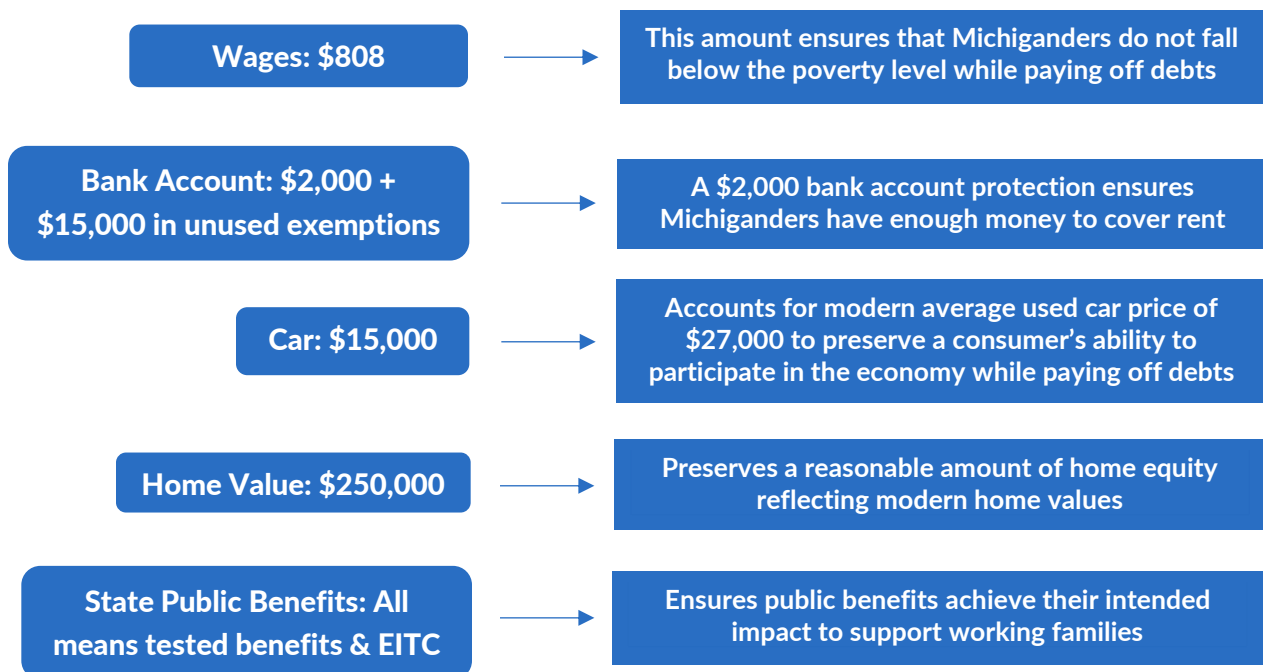 Wages: $808
This amount ensures that Michiganders do not fall
below the poverty level while paying off debts
Bank Account: $2,000 +
$15,000 in unused exemptions
A $2,000 bank account protection ensures
Michiganders have enough money to cover rent
Car: $15,000
Accounts for modern average used car price of
$27,000 to preserve a consumer’s ability to
participate in the economy while paying off debts
Home Value: $250,000
Preserves a reasonable amount of home equity
reflecting modern home values
State Public Benefits: All
means tested benefits & EITC
Ensures public benefits achieve their intended
impact to support working families